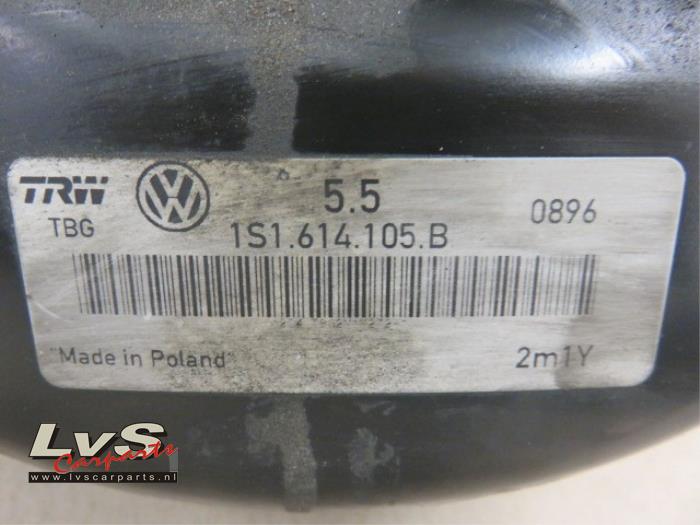 TRW
5.5
0896
TBG
1S1.614.105.B
"Made in Poland"
2m1Y
LvS
Carparts
www.lvscarparts.nl